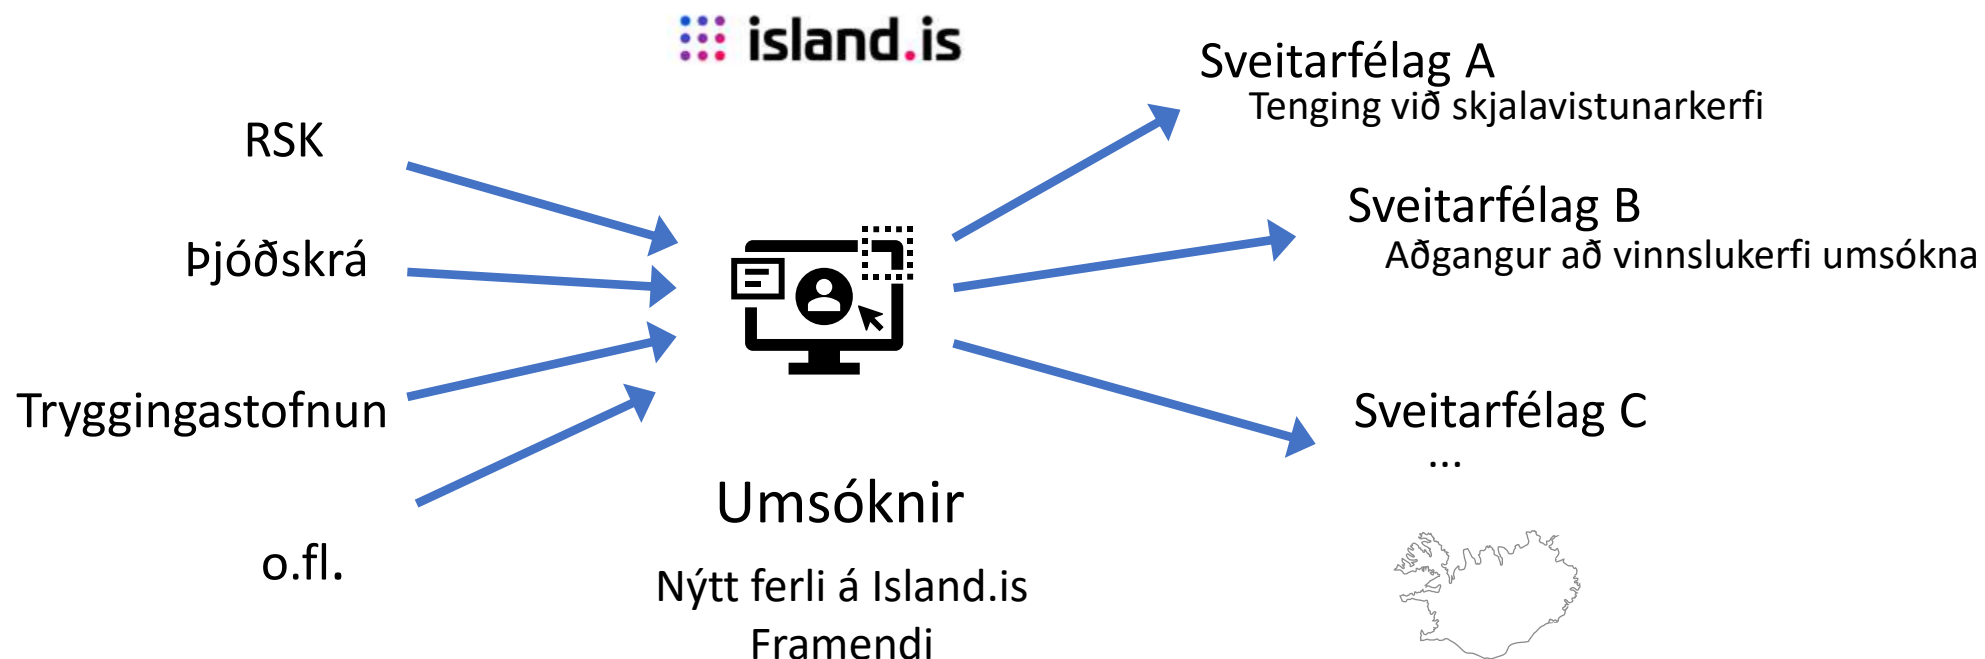 island.is
RSK
Þjóðskrá
Tryggingastofnun
o.fl.
Umsóknir
Nýtt ferli á Island.is
Framendi
Sveitarfélag A
Tenging við skjalavistunarkerfi
Sveitarfélag B
Aðgangur að vinnslukerfi umsókna
Sveitarfélag C
...